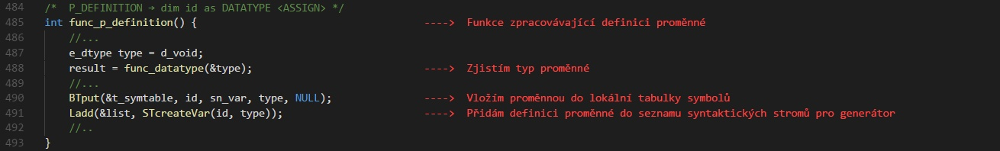 484 /*  P_DEFINITION → dim id as DATATYPE <ASSIGN> */
485 int func_p_definition() { ----> Funkce zpracovávající definici proměnné
486 //...
487 e_dtype type = d_void;
488 result = func_datatype(&type); ----> Zjistím typ proměnné
489 //...
490 BTput(&t_symtable, id, sn_var, type, NULL); ----> Vložím proměnnou do lokální tabulky symbolů
491 Ladd(&list, STcreateVar(id, type)); ----> Přidám definici proměnné do seznamu syntaktických stromů pro generátor
492 //..
493 }